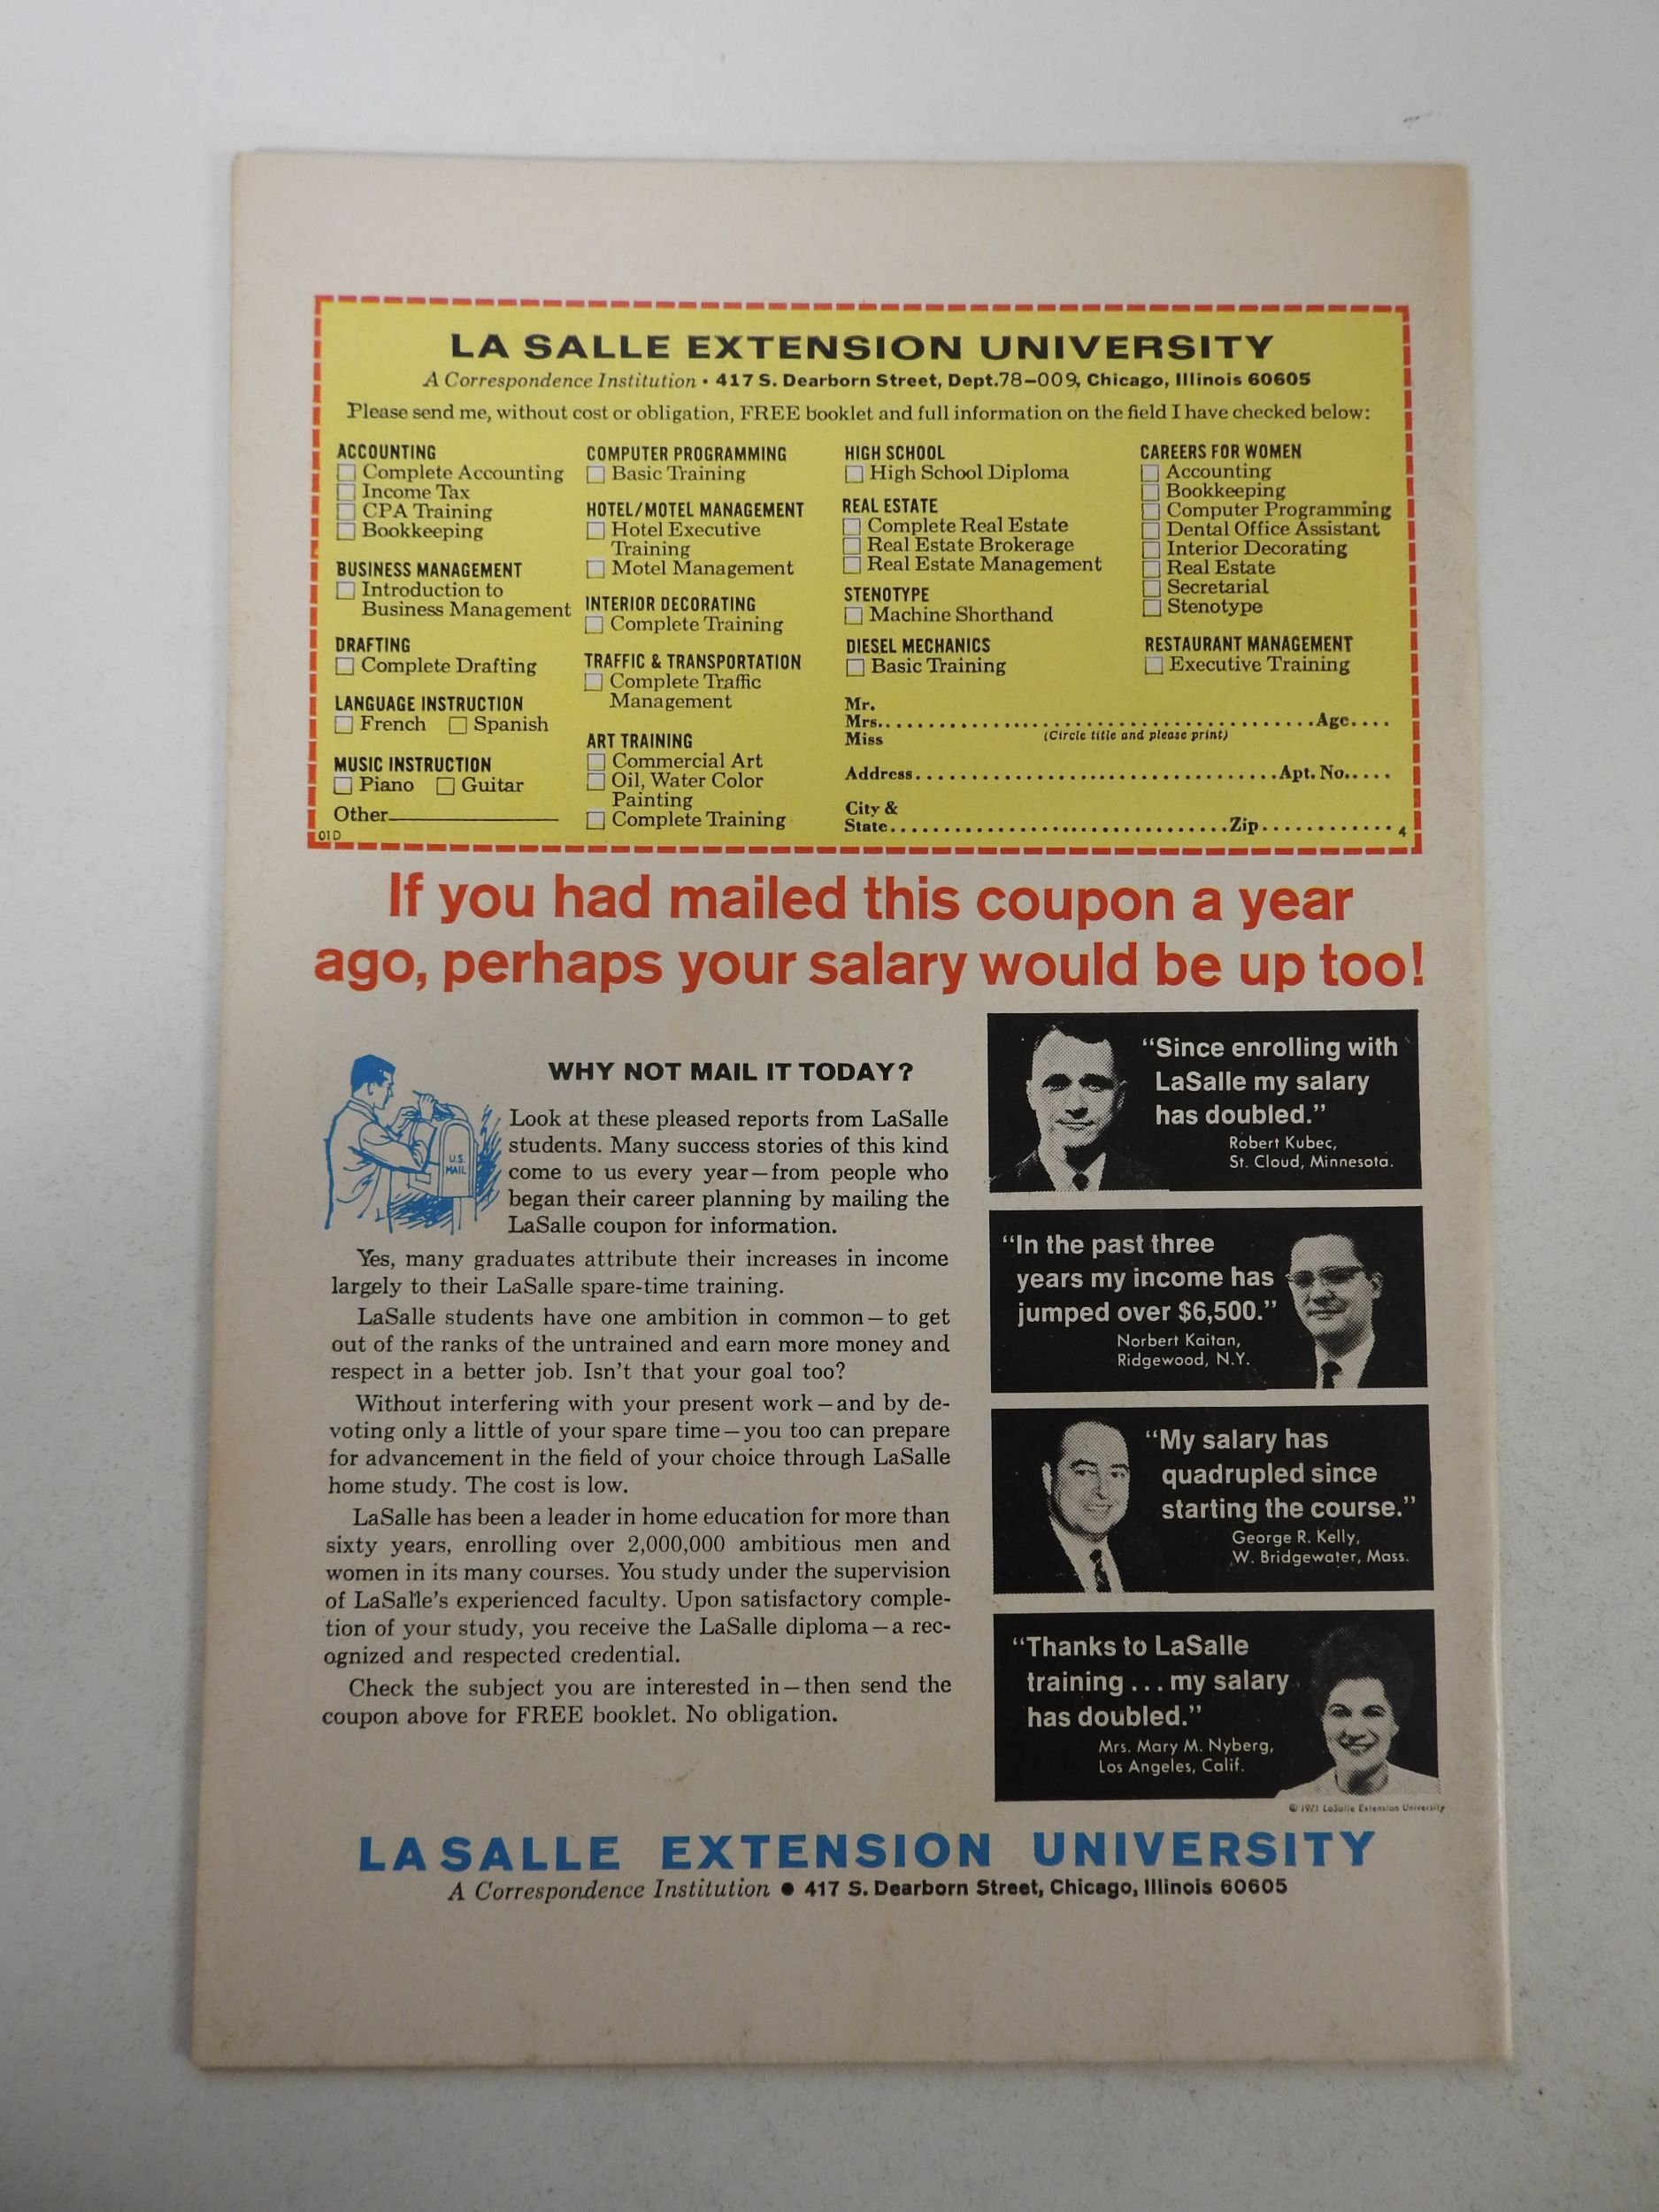 LA SALLE EXTENSION UNIVERSITY
A Correspondence Institution • 417 S. Dearborn Street, Dept.78-009, Chicago, Illinois 60605
Please send me, without cost or obligation, FREE booklet and full information on the field I have checked below:
ACCOUNTING
Complete Accounting
Income Tax
CPA Training
Bookkeeping
BUSINESS MANAGEMENT
Introduction to
Business Management
DRAFTING
Complete Drafting
LANGUAGE INSTRUCTION
French Spanish
MUSIC INSTRUCTION
Piano Guitar
Other
01D
COMPUTER PROGRAMMING
Basic Training
HOTEL/MOTEL MANAGEMENT
Hotel Executive
Training
Motel Management
INTERIOR DECORATING
Complete Training
TRAFFIC & TRANSPORTATION
Complete Traffic
Management
ART TRAINING
Commercial Art
Oil, Water Color
Painting
Complete Training
HIGH SCHOOL
High School Diploma
REAL ESTATE
Complete Real Estate
Real Estate Brokerage
Real Estate Management
STENOTYPE
Machine Shorthand
DIESEL MECHANICS
Basic Training
CAREERS FOR WOMEN
Accounting
Bookkeeping
Computer Programming
Dental Office Assistant
Interior Decorating
Real Estate
Secretarial
Stenotype
RESTAURANT MANAGEMENT
Executive Training
Mr.
Mrs. Age
Miss (Circle title and please print)
Address Apt. No.
City &
State Zip 4
If you had mailed this coupon a year
ago, perhaps your salary would be up too!
WHY NOT MAIL IT TODAY?
U.S.
MAIL
Look at these pleased reports from LaSalle
students. Many success stories of this kind
come to us every year—from people who
began their career planning by mailing the
LaSalle coupon for information.
Yes, many graduates attribute their increases in income
largely to their LaSalle spare-time training.
LaSalle students have one ambition in common—to get
out of the ranks of the untrained and earn more money and
respect in a better job. Isn't that your goal too?
Without interfering with your present work—and by de-
voting only a little of your spare time—you too can prepare
for advancement in the field of your choice through LaSalle
home study. The cost is low.
LaSalle has been a leader in home education for more than
sixty years, enrolling over 2,000,000 ambitious men and
women in its many courses. You study under the supervision
of LaSalle's experienced faculty. Upon satisfactory comple-
tion of your study, you receive the LaSalle diploma—a rec-
ognized and respected credential.
Check the subject you are interested in—then send the
coupon above for FREE booklet. No obligation.
"Since enrolling with
LaSalle my salary
has doubled."
Robert Kubec,
St. Cloud, Minnesota.
"In the past three
years my income has
jumped over $6,500."
Norbert Kaitan,
Ridgewood, N.Y.
"My salary has
quadrupled since
starting the course."
George R. Kelly,
W. Bridgewater, Mass.
"Thanks to LaSalle
training . . . my salary
has doubled."
Mrs. Mary M. Nyberg,
Los Angeles, Calif.
© 1971 LaSalle Extension University
LASALLE EXTENSION UNIVERSITY
A Correspondence Institution • 417 S. Dearborn Street, Chicago, Illinois 60605